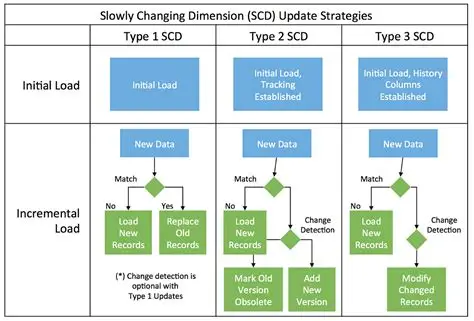 Slowly Changing Dimension (SCD) Update Strategies
Type 1 SCD
Type 2 SCD
Type 3 SCD
Initial Load
Initial Load
Initial Load,
Tracking
Established
Initial Load, History
Columns
Established
Incremental
Load
New Data
Match
No
Yes
Load
New
Records
Replace
Old
Records
(*) Change detection is
optional with
Type 1 Updates
New Data
Match
No
Load
New
Records
Change
Detection
Mark Old
Version
Obsolete
Add
New
Version
New Data
Match
No
Load
New
Records
Change
Detection
Modify
Changed
Records